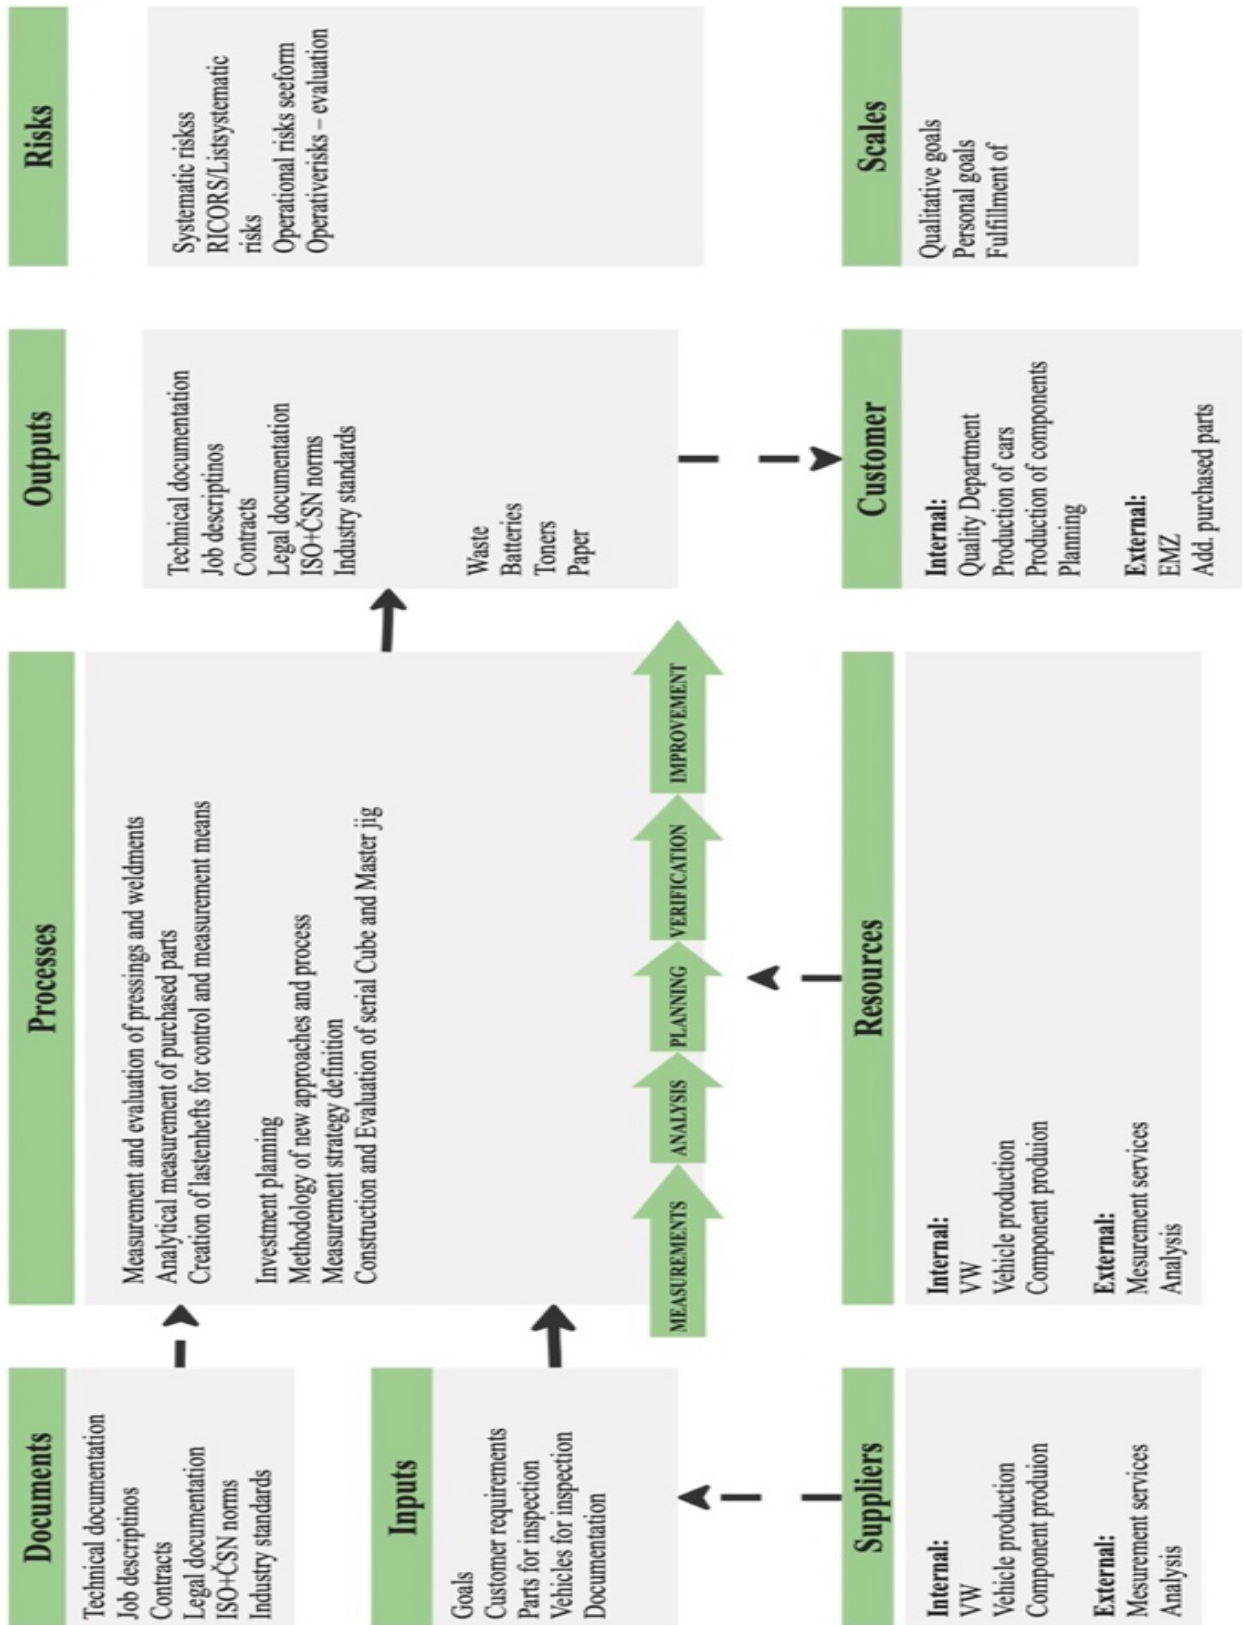 Documents
Technical documentation
Job descriptinos
Contracts
Legal documentation
ISO+ČSN norms
Industry standards
Inputs
Goals
Customer requirements
Parts for inspection
Vehicles for inspection
Documentation
Suppliers
Internal:
VW
Vehicle production
Component produion
External:
Mesurement services
Analysis
Processes
Measurement and evaluation of pressings and weldments
Analytical measurement of purchased parts
Creation of lastenhefts for control and measurement means
Investment planning
Methodology of new approaches and process
Measurement strategy definition
Construction and Evaluation of serial Cube and Master jig
MEASUREMENTS
ANALYSIS
PLANNING
VERIFICATION
IMPROVEMENT
Resources
Internal:
VW
Vehicle production
Component produion
External:
Mesurement services
Analysis
Outputs
Technical documentation
Job descriptinos
Contracts
Legal documentation
ISO+ČSN norms
Industry standards
Waste
Batteries
Toners
Paper
Customer
Internal:
Quality Department
Production of cars
Production of components
Planning
External:
EMZ
Add. purchased parts
Risks
Systematic riskss
RICORS/Listsystematic
risks
Operational risks seeform
Operativerisks – evaluation
Scales
Qualitative goals
Personal goals
Fulfillment of